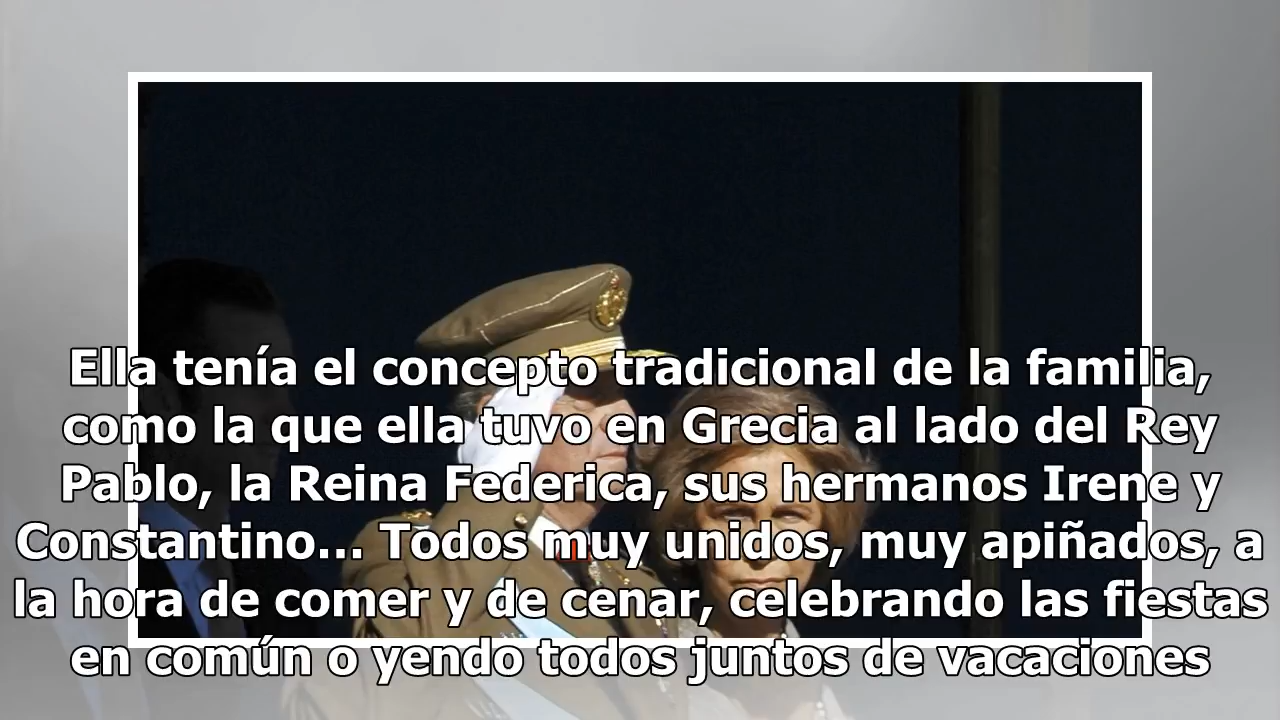 Ella tenía el concepto tradicional de la familia,
como la que ella tuvo en Grecia al lado del Rey
Pablo, la Reina Federica, sus hermanos Irene y
Constantino... Todos muy unidos, muy apiñados, a
la hora de comer y de cenar, celebrando las fiestas
en común o yendo todos juntos de vacaciones